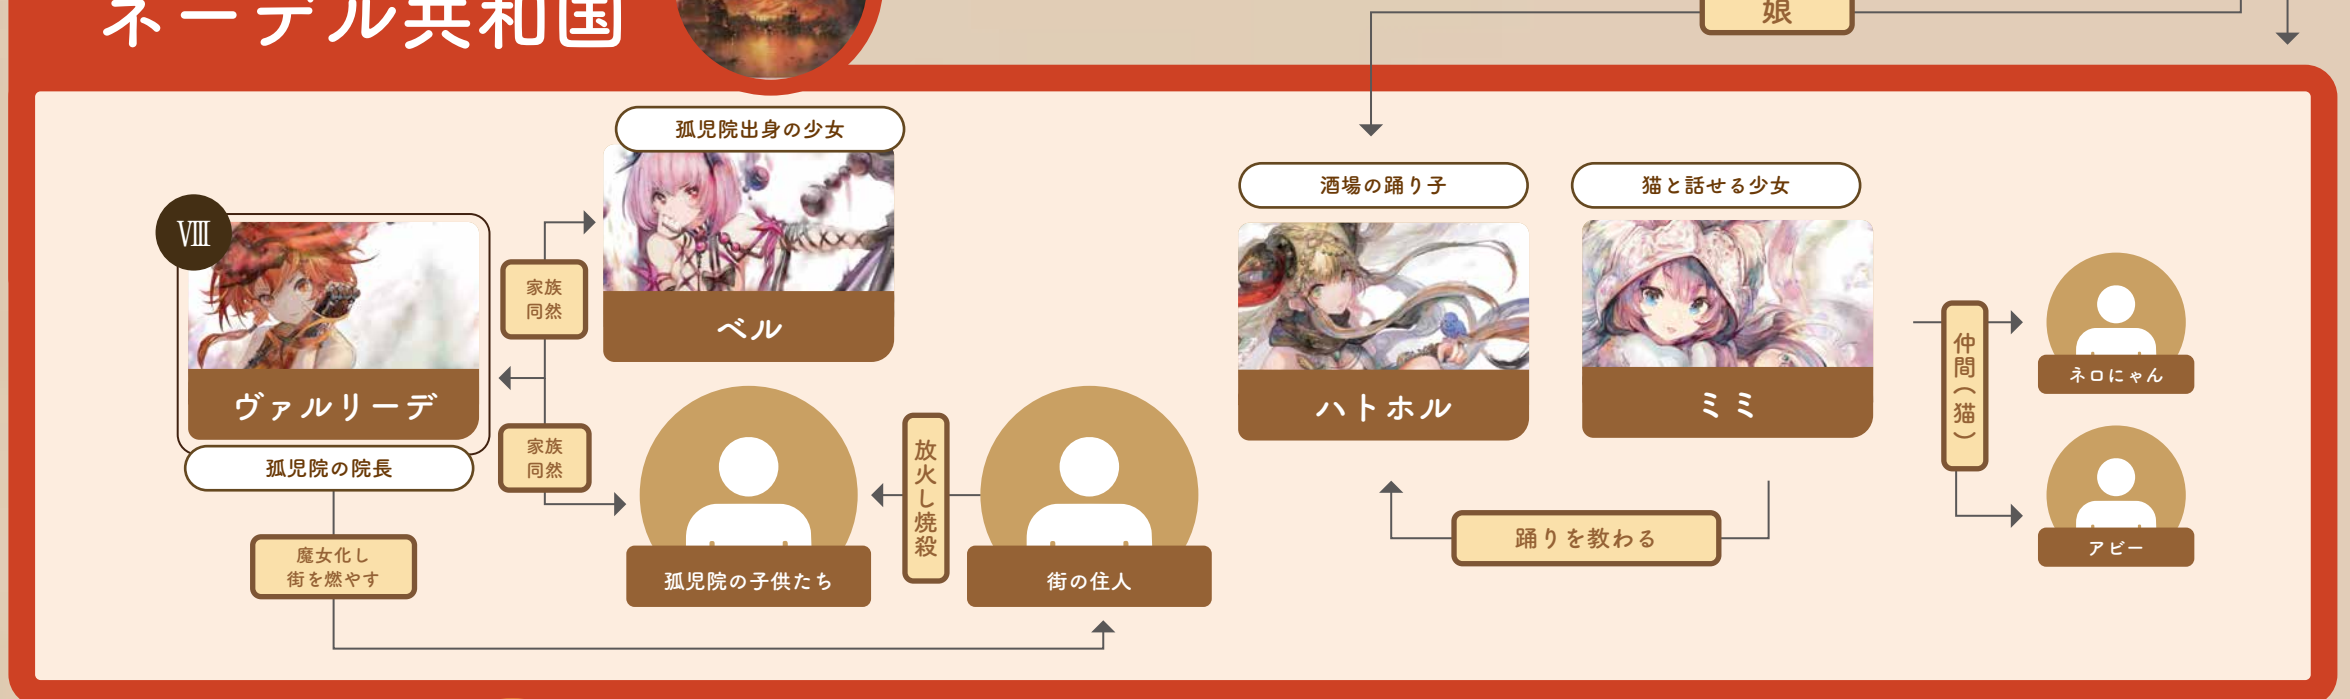 ネーデル共和国
娘
孤児院出身の少女
ベル
VIII
ヴァルリーデ
孤児院の院長
家族
同然
家族
同然
魔女化し
街を燃やす
孤児院の子供たち
放火し焼殺
街の住人
酒場の踊り子
ハトホル
猫と話せる少女
ミミ
踊りを教わる
仲間(猫)
ネロにゃん
アビー